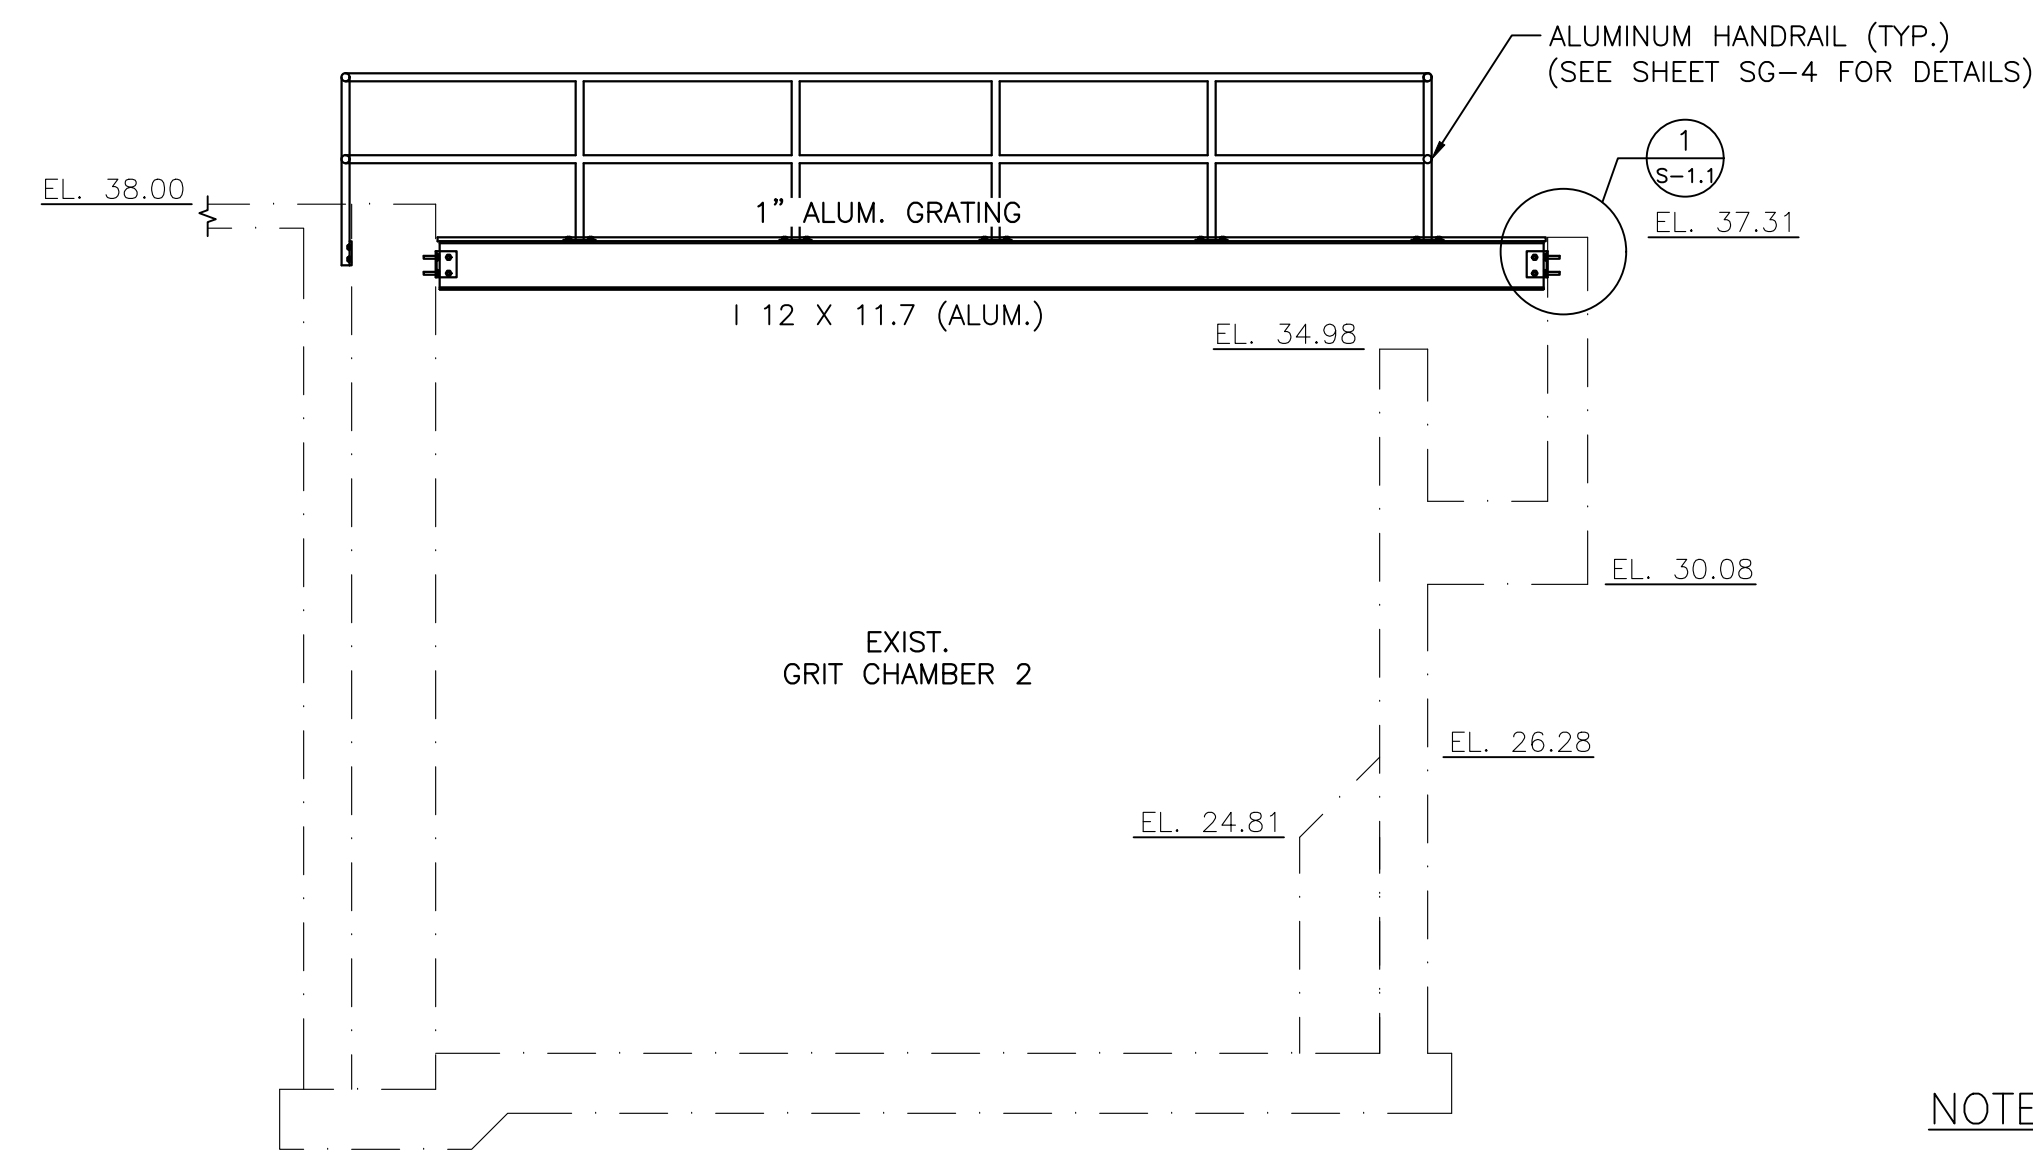 ALUMINUM HANDRAIL (TYP.)
(SEE SHEET SG-4 FOR DETAILS)
1
S-1.1
EL. 38.00
1" ALUM. GRATING
EL. 37.31
I 12 X 11.7 (ALUM.)
EL. 34.98
EL. 30.08
EXIST.
GRIT CHAMBER 2
EL. 26.28
EL. 24.81
NOTE